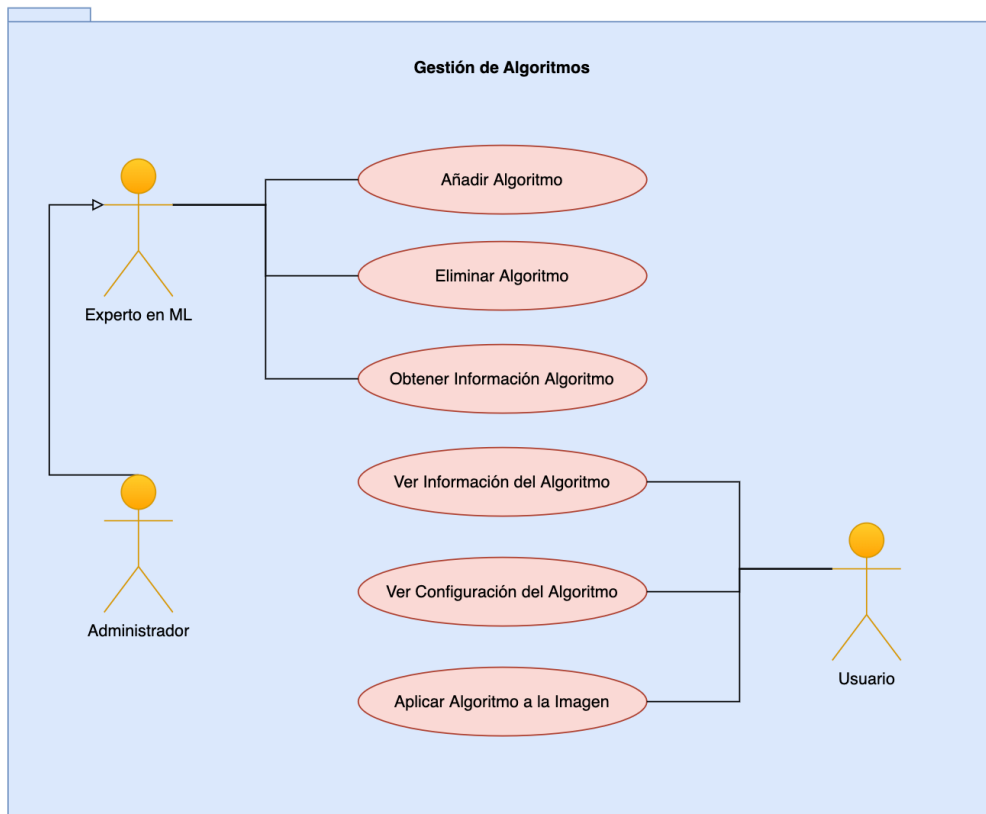 Gestión de Algoritmos
Añadir Algoritmo
Eliminar Algoritmo
Experto en ML
Obtener Información Algoritmo
Ver Información del Algoritmo
Ver Configuración del Algoritmo
Administrador
Usuario
Aplicar Algoritmo a la Imagen